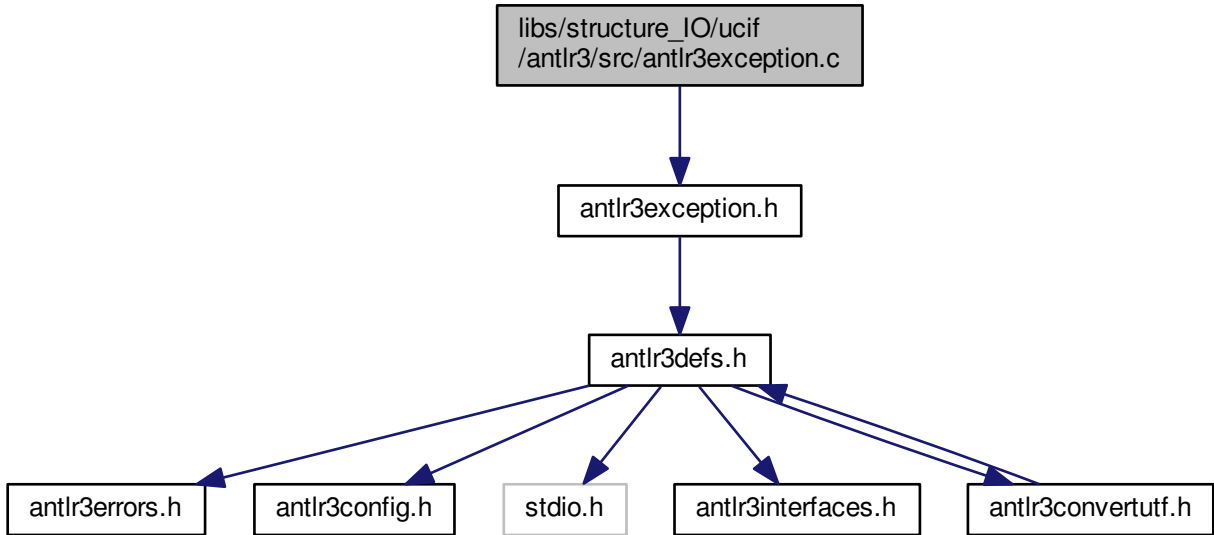 libs/structure_IO/ucif
/antlr3/src/antlr3exception.c
antlr3exception.h
antlr3defs.h
antlr3errors.h
antlr3config.h
stdio.h
antlr3interfaces.h
antlr3convertutf.h